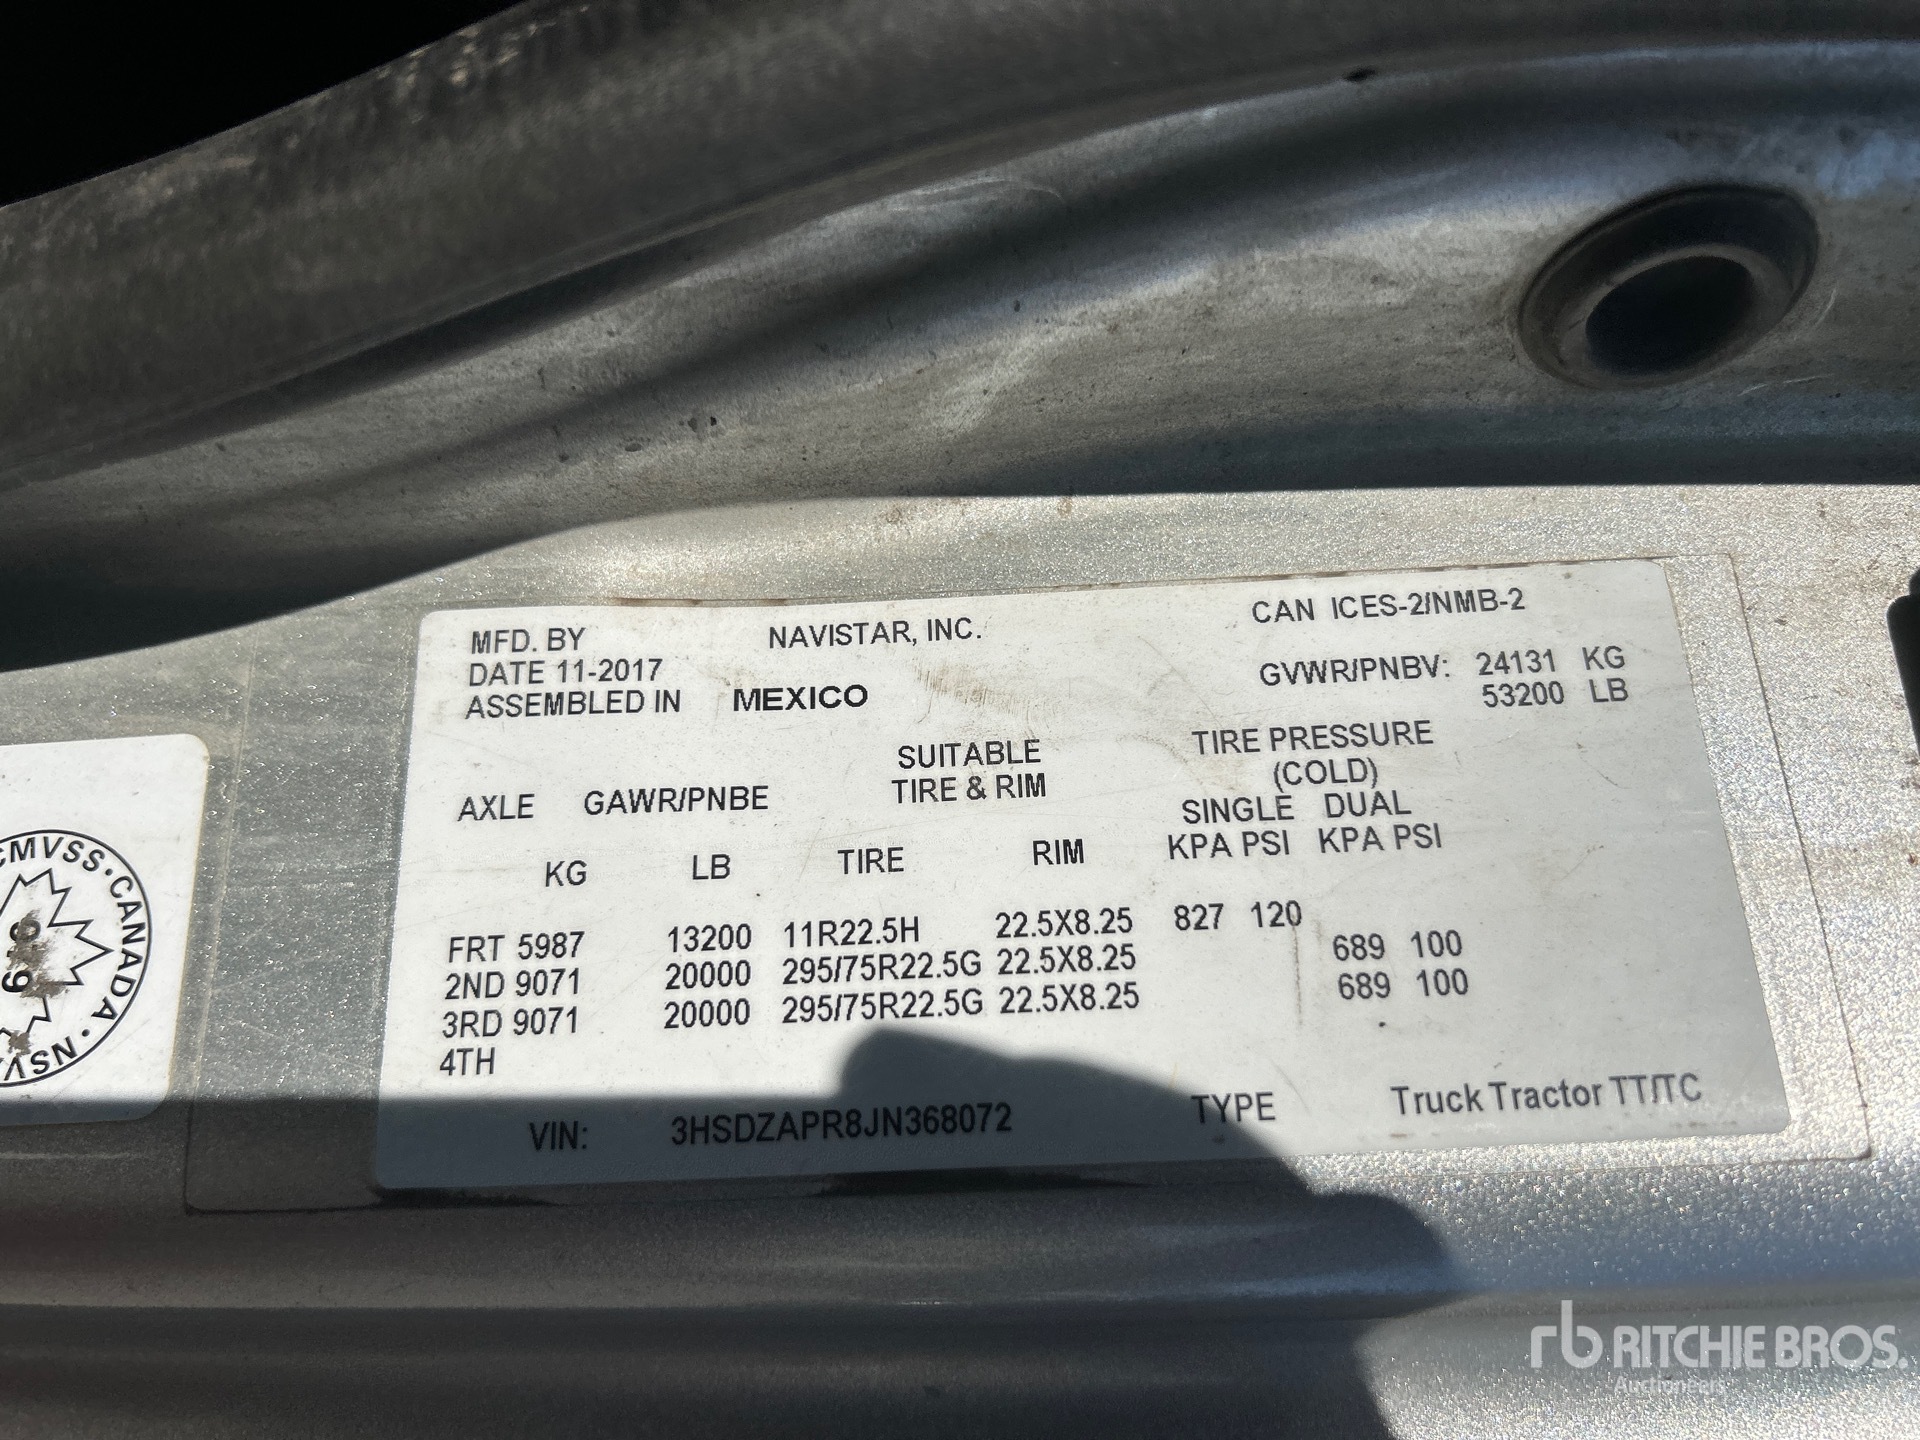 MFD. BY NAVISTAR, INC. CAN ICES-2/NMB-2
DATE 11-2017 GVWR/PNBV: 24131 KG
ASSEMBLED IN MEXICO 53200 LB
SUITABLE TIRE PRESSURE
AXLE GAWR/PNBE TIRE & RIM (COLD)
SINGLE DUAL
KG LB TIRE RIM KPA PSI KPA PSI
FRT 5987 13200 11R22.5H 22.5X8.25 827 120
2ND 9071 20000 295/75R22.5G 22.5X8.25 689 100
3RD 9071 20000 295/75R22.5G 22.5X8.25 689 100
4TH
VIN: 3HSDZAPR8JN368072 TYPE Truck Tractor TT/TC
CMVSS·CANADA·NSV
rb RITCHIE BROS.
Auctioneers